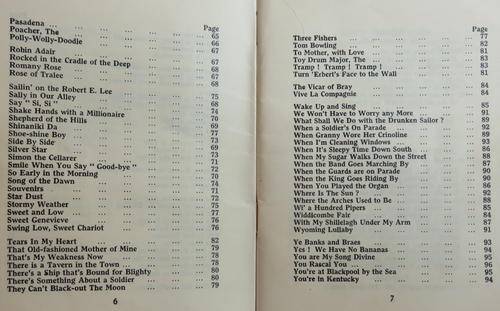 Page
Pasadena ... 65
Poacher, The ... 65
Polly-Wolly-Doodle ... 66
Robin Adair ... 67
Rocked in the Cradle of the Deep ... 67
Romany Rose ... 68
Rose of Tralee ... 67
Sailin' on the Robert E. Lee
Sally in Our Alley ... 75
Say " Si, Si " ... 68
Shake Hands with a Millionaire ... 74
Shepherd of the Hills
Shinaniki Da
Shoe-shine Boy ... 77
Side By Side ... 73
Silver Star ... 69
Simon the Cellarer ... 73
Smile When You Say " Good-bye " ... 71
So Early in the Morning ... 72
Song of the Dawn ... 74
Souvenirs ... 71
Star Dust ... 72
Stormy Weather ... 75
Sweet and Low ... 77
Sweet Genevieve ... 76
Swing Low, Sweet Chariot ... 76
Tears In My Heart ... 82
That Old-fashioned Mother of Mine ... 79
That's My Weakness Now ... 78
There is a Tavern in the Town ... 78
There's a Ship that's Bound for Blighty ... 80
There's Something About a Soldier ... 80
They Can't Black-out The Moon ... 79
6
Page
Three Fishers ... 77
Tom Bowling ... 82
To Mother, with Love ... 81
Toy Drum Major, The ... 83
Tramp ! Tramp ! Tramp ! ... 83
Turn 'Erbert's Face to the Wall ... 81
The Vicar of Bray ... 84
Vive La Compagnie ... 84
Wake Up and Sing ... 85
We Won't Have to Worry any More ... 91
What Shall We Do with the Drunken Sailor ? ... 89
When a Soldier's On Parade ... 92
When Granny Wore Her Crinoline ... 92
When I'm Cleaning Windows ... 93
When It's Sleepy Time Down South ... 86
When My Sugar Walks Down the Street ... 88
When the Band Goes Marching By ... 87
When the Guards are on Parade ... 90
When the King Goes Riding By ... 90
When You Played the Organ ... 86
Where Is The Sun ? ... 92
Where the Arches Used to Be ... 88
Wi' a Hundred Pipers ... 85
Widdicombe Fair ... 84
With My Shillelagh Under My Arm ... 87
Wyoming Lullaby ... 91
Ye Banks and Braes ... 93
Yes ! We Have No Bananas ... 94
You are My Song Divine ... 95
You Rascal You ... 96
You're at Blackpool by the Sea ... 95
You're in Kentucky ... 94
7